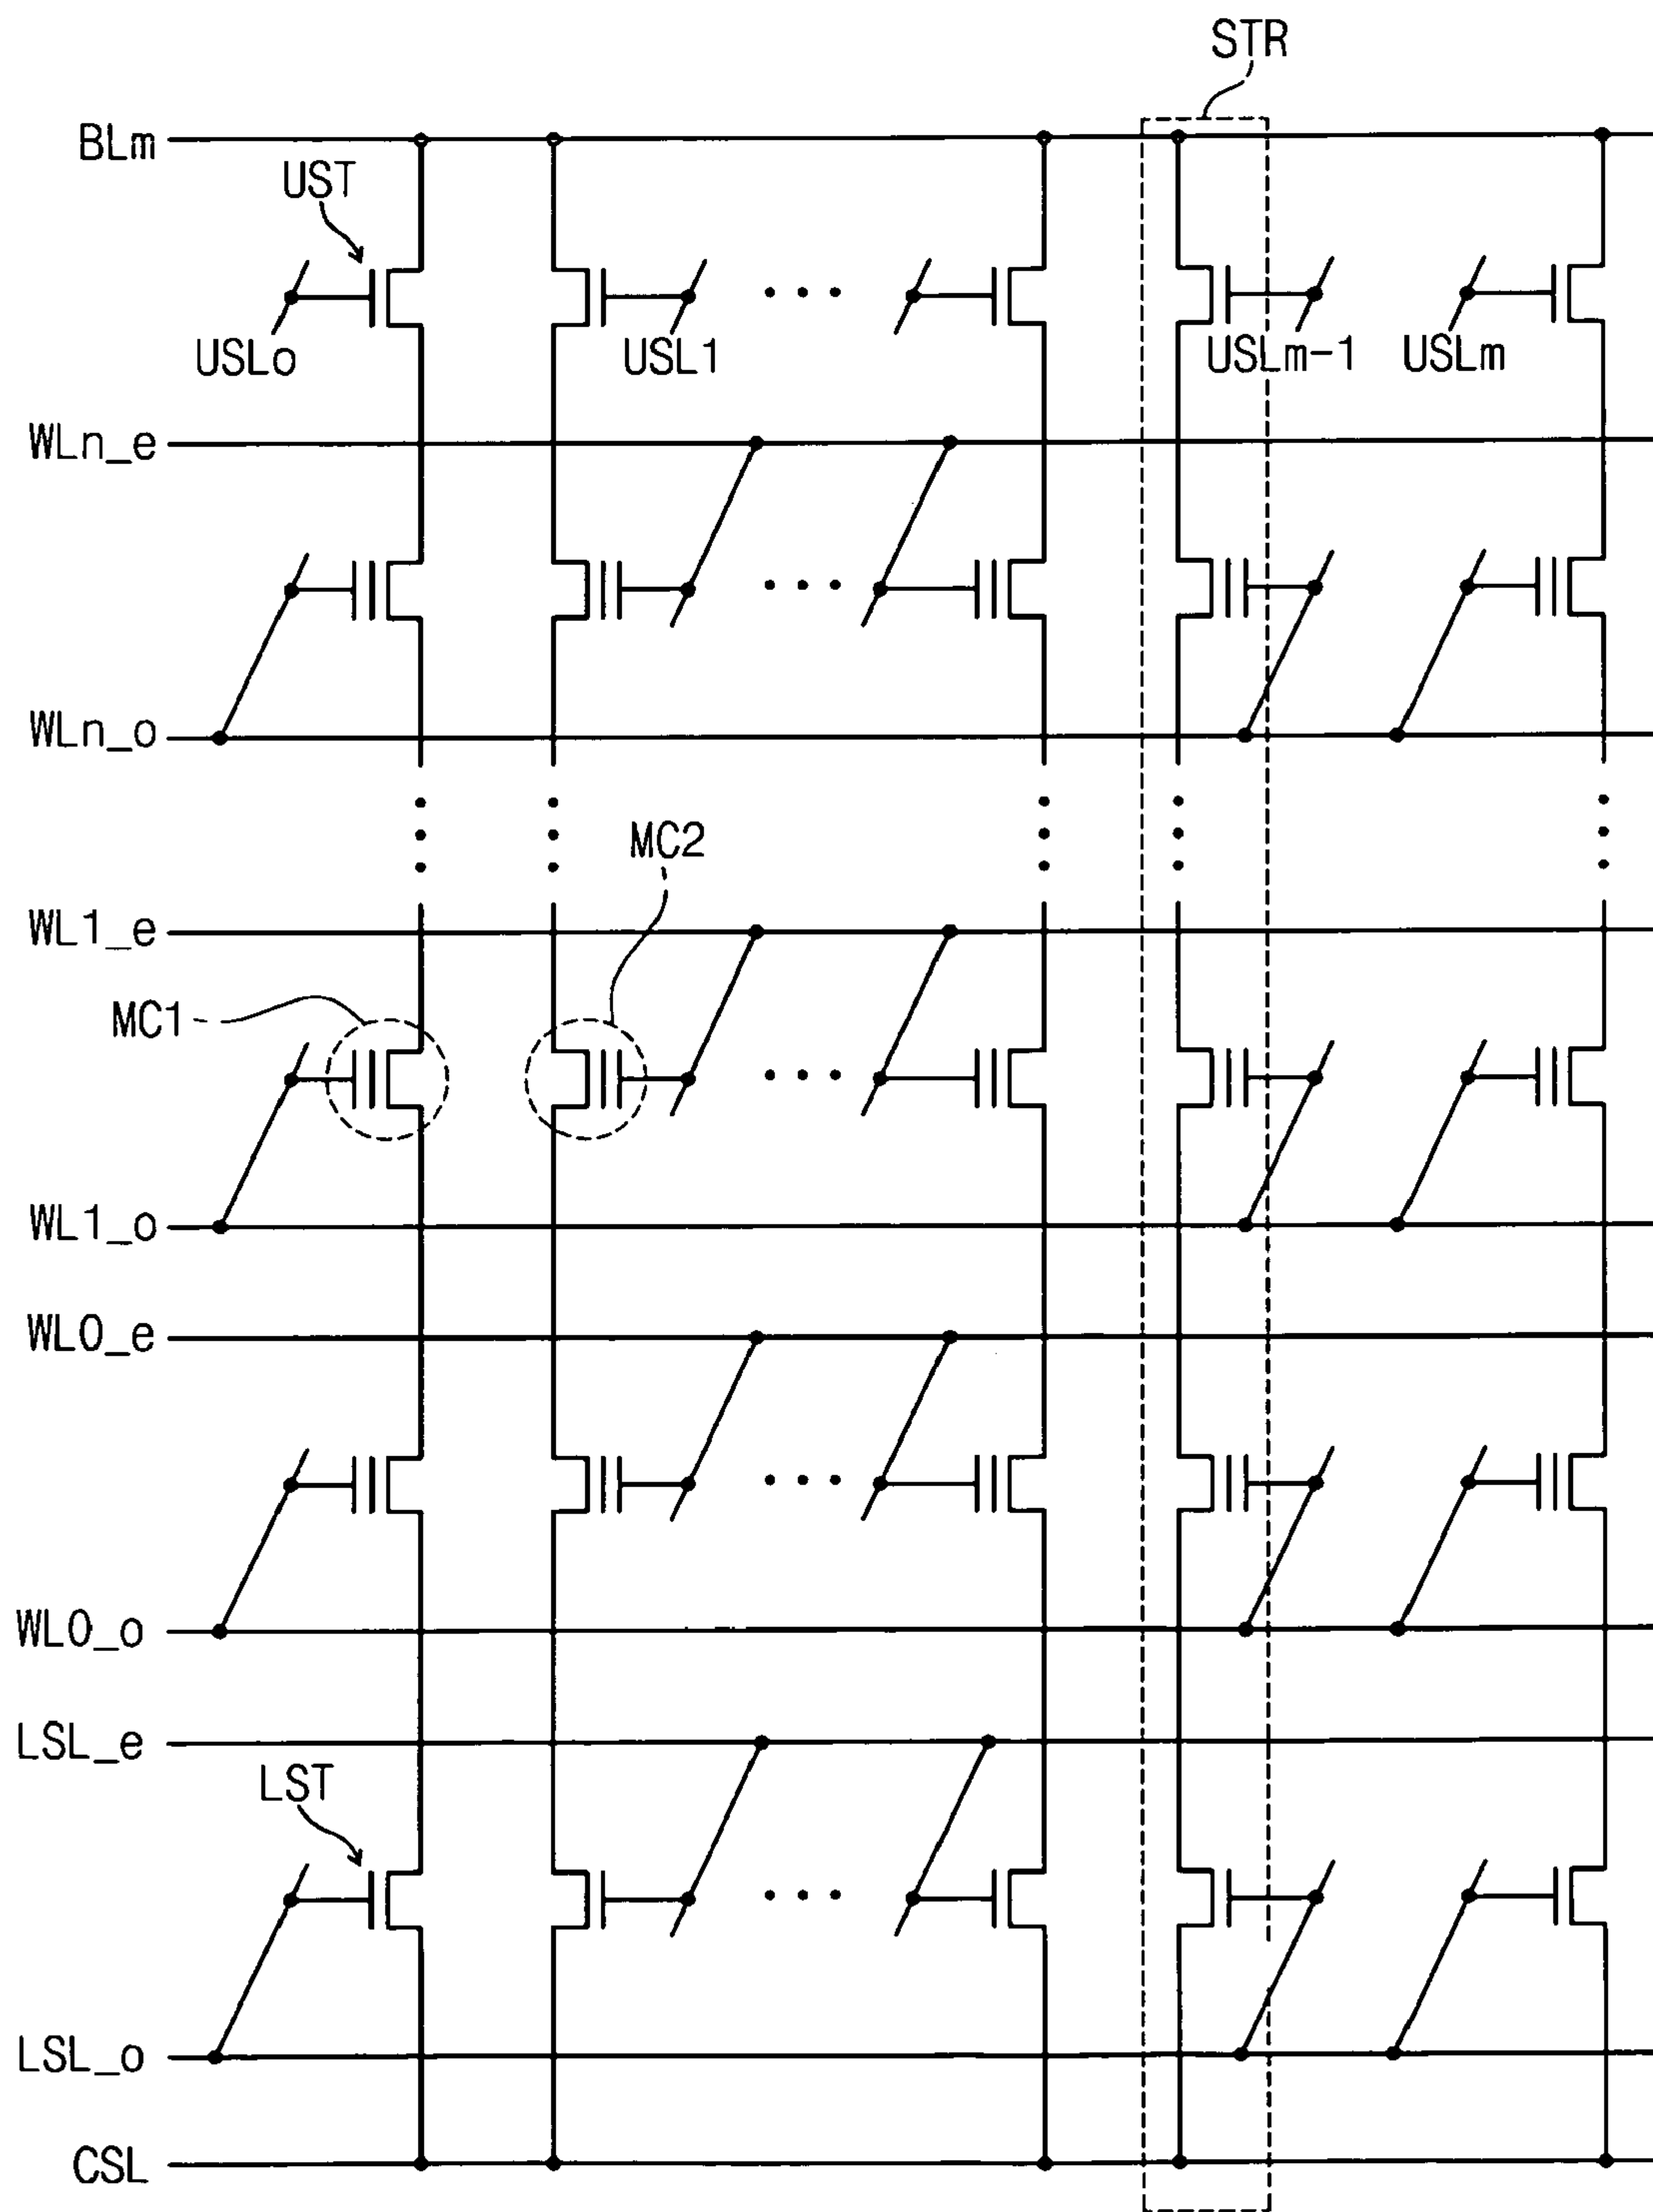 STR
BLm
UST
USLo
USL1
USLm-1
USLm
WLn_e
WLn_o
MC2
WL1_e
MC1
WL1_o
WL0_e
WL0_o
LSL_e
LST
LSL_o
CSL